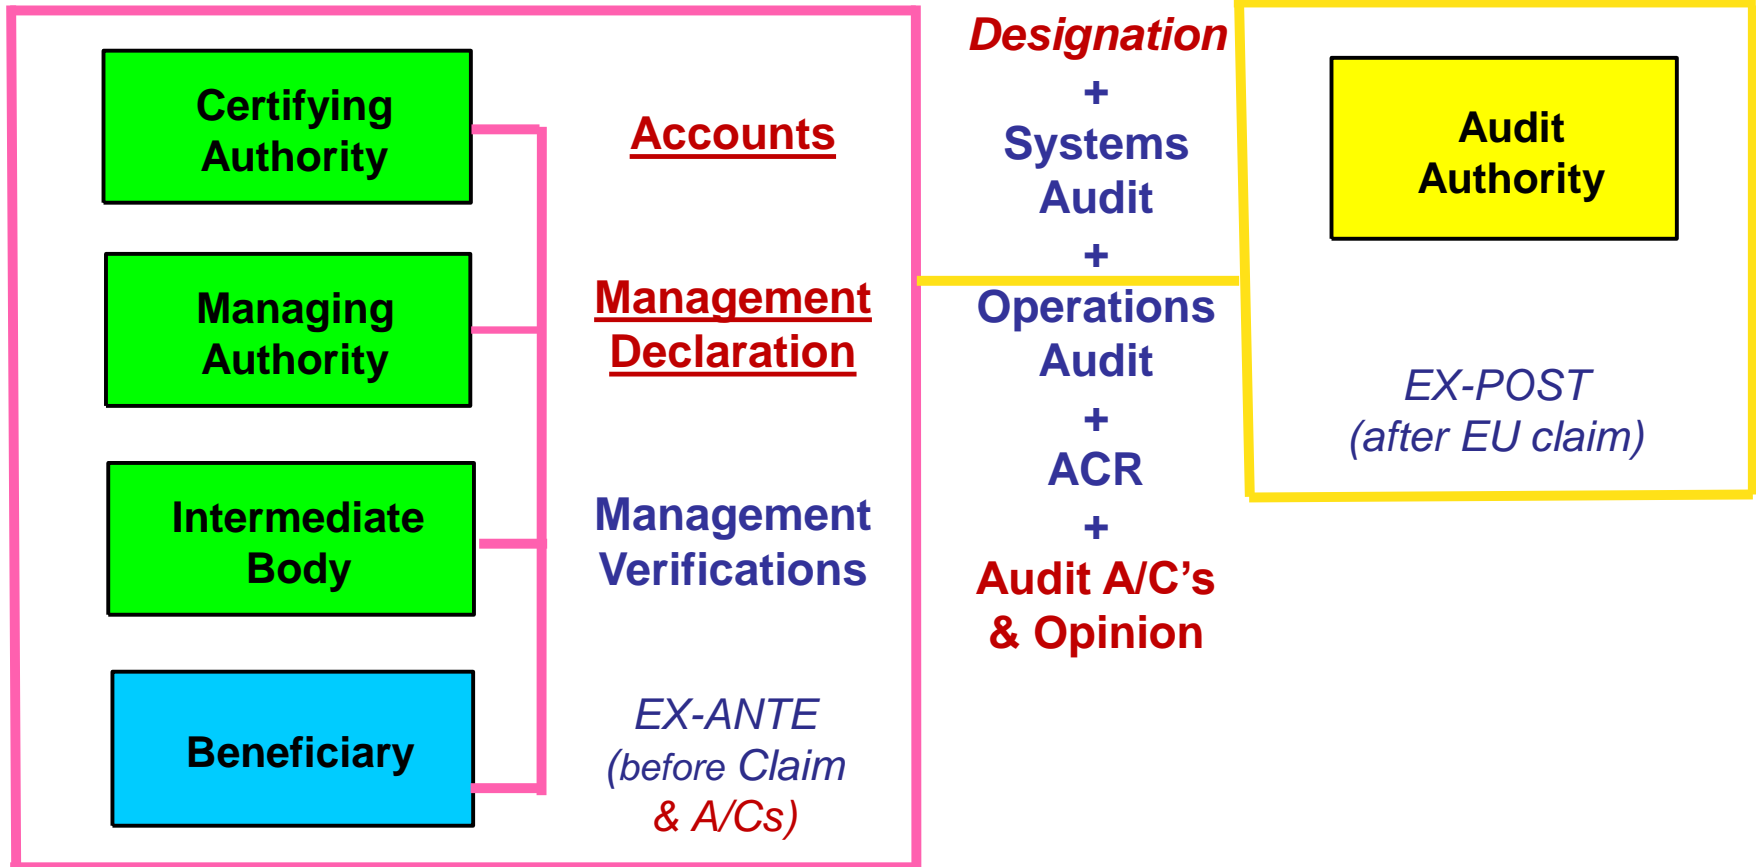 Certifying
Authority
Accounts
Managing
Authority
Management
Declaration
Intermediate
Body
Management
Verifications
Beneficiary
EX-ANTE
(before Claim
& A/Cs)
Designation
+
Systems
Audit
+
Operations
Audit
+
ACR
+
Audit A/C’s
& Opinion
Audit
Authority
EX-POST
(after EU claim)